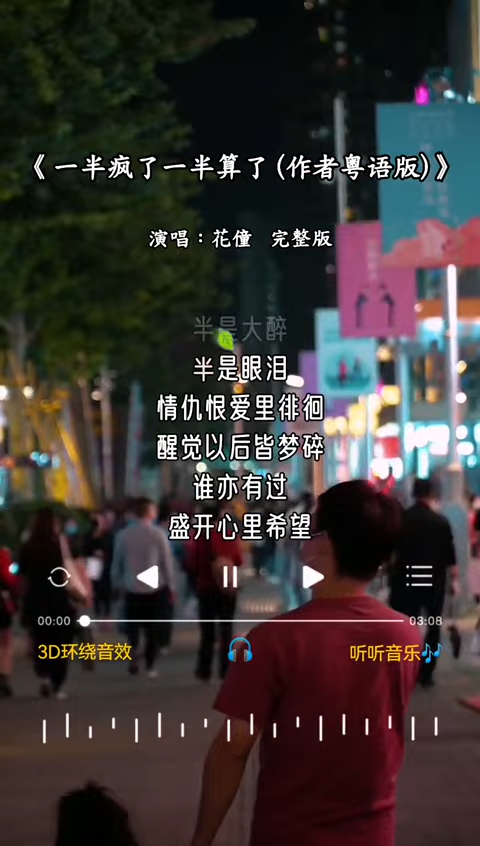 《一半疯了一半算了(作者粤语版)》
演唱：花僮 完整版
半是大醉
半是眼泪
情仇恨爱里徘徊
醒觉以后皆梦碎
谁亦有过
盛开心里希望
00:00
03:08
3D环绕音效
听听音乐